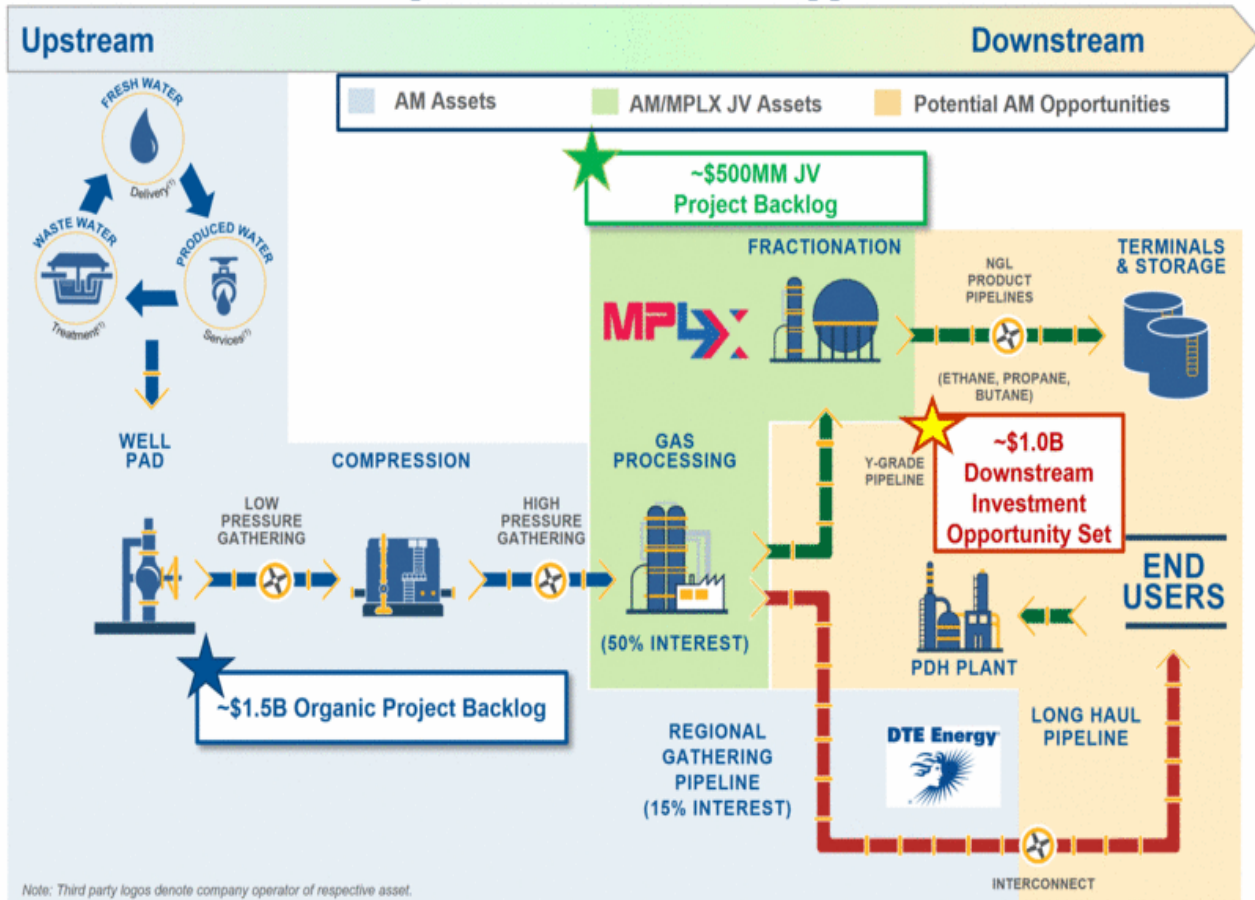 Upstream
Downstream
AM Assets
AM/MPLX JV Assets
Potential AM Opportunities
FRESH WATER
Delivery(1)
WASTE WATER
Treatment(1)
PRODUCED WATER
Services(1)
~$500MM JV
Project Backlog
FRACTIONATION
MPLX
NGL
PRODUCT
PIPELINES
(ETHANE, PROPANE,
BUTANE)
TERMINALS
& STORAGE
WELL
PAD
LOW
PRESSURE
GATHERING
COMPRESSION
HIGH
PRESSURE
GATHERING
GAS
PROCESSING
(50% INTEREST)
Y-GRADE
PIPELINE
~$1.0B
Downstream
Investment
Opportunity Set
END
USERS
PDH PLANT
~$1.5B Organic Project Backlog
REGIONAL
GATHERING
PIPELINE
(15% INTEREST)
DTE Energy
LONG HAUL
PIPELINE
INTERCONNECT
Note: Third party logos denote company operator of respective asset.